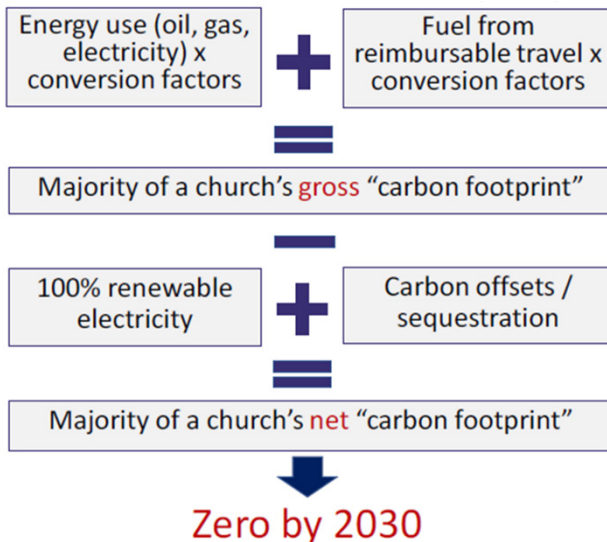 Energy use (oil, gas,
electricity) x
conversion factors
+
Fuel from
reimbursable travel x
conversion factors
=
Majority of a church's gross “carbon footprint”
−
100% renewable
electricity
+
Carbon offsets /
sequestration
=
Majority of a church's net “carbon footprint”
Zero by 2030